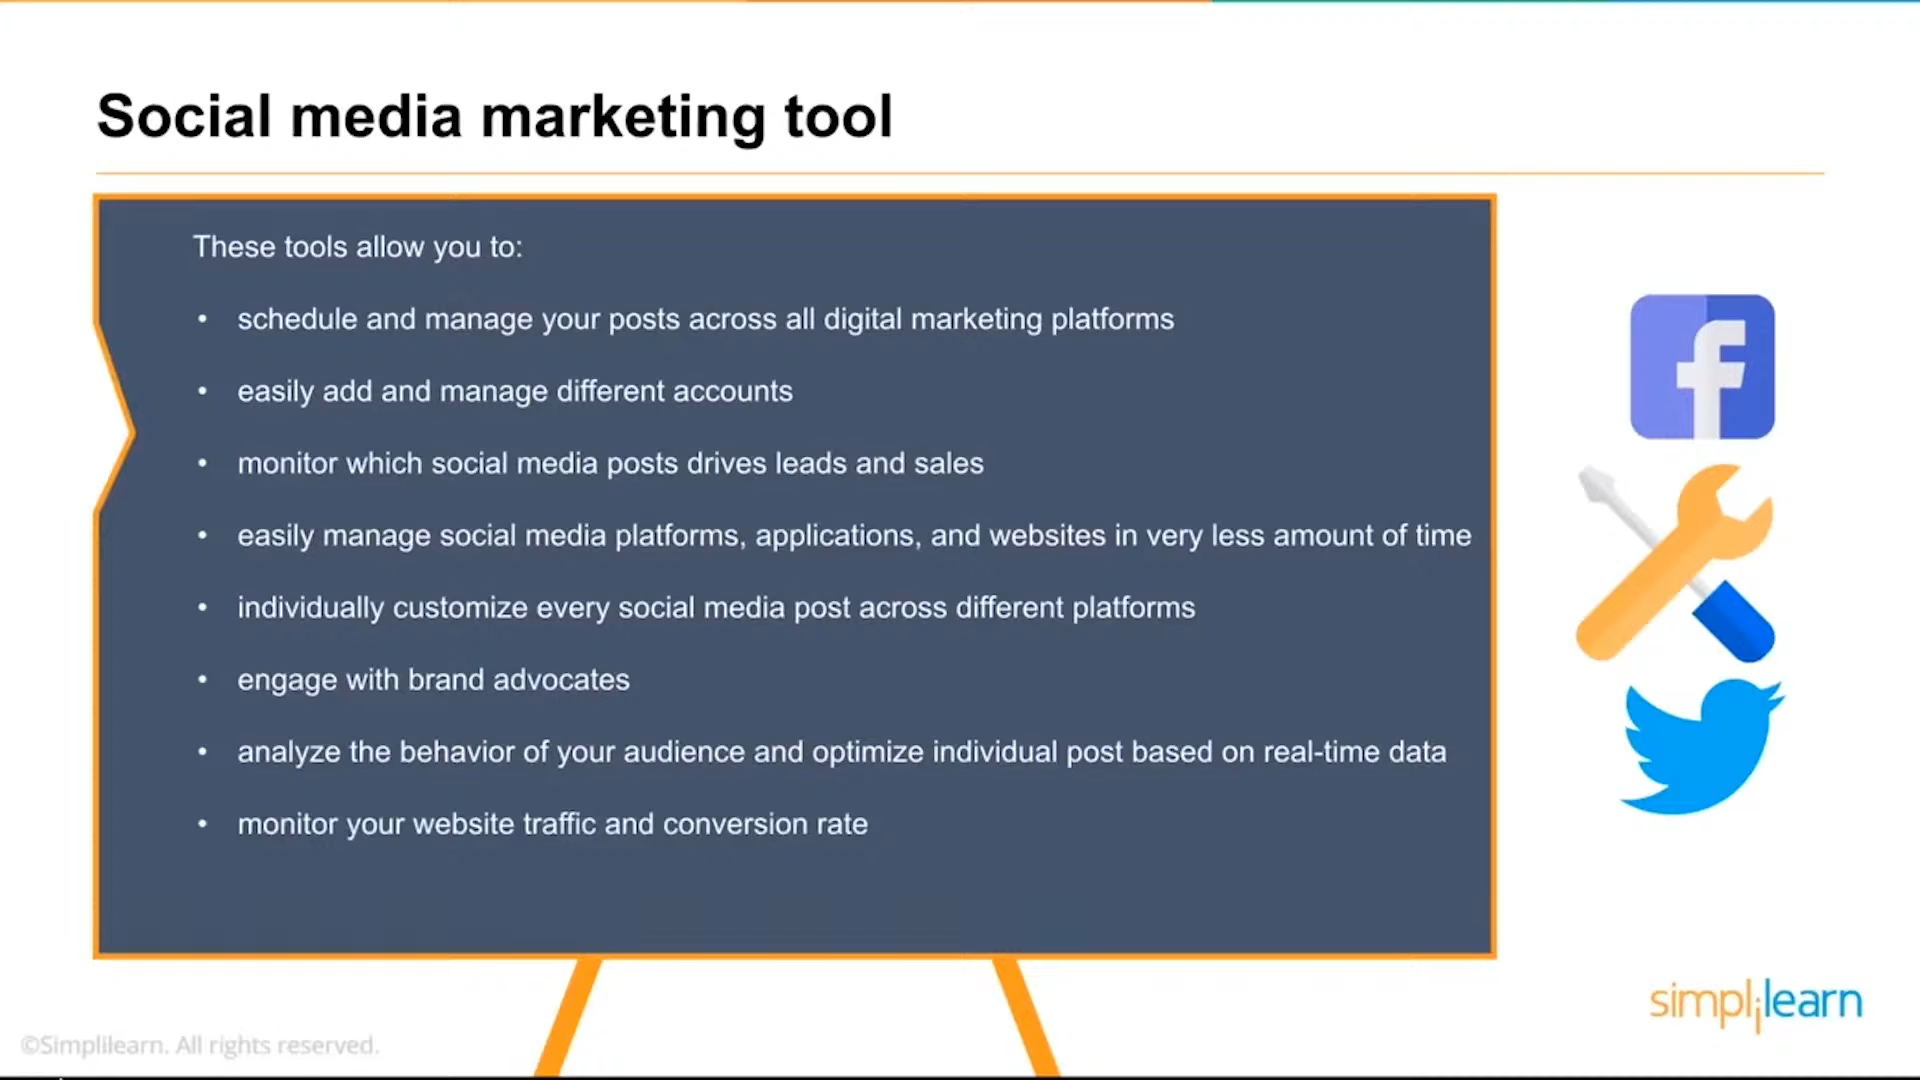 Social media marketing tool
These tools allow you to:
• schedule and manage your posts across all digital marketing platforms
• easily add and manage different accounts
• monitor which social media posts drives leads and sales
• easily manage social media platforms, applications, and websites in very less amount of time
• individually customize every social media post across different platforms
• engage with brand advocates
• analyze the behavior of your audience and optimize individual post based on real-time data
• monitor your website traffic and conversion rate
simplilearn
©Simplilearn. All rights reserved.